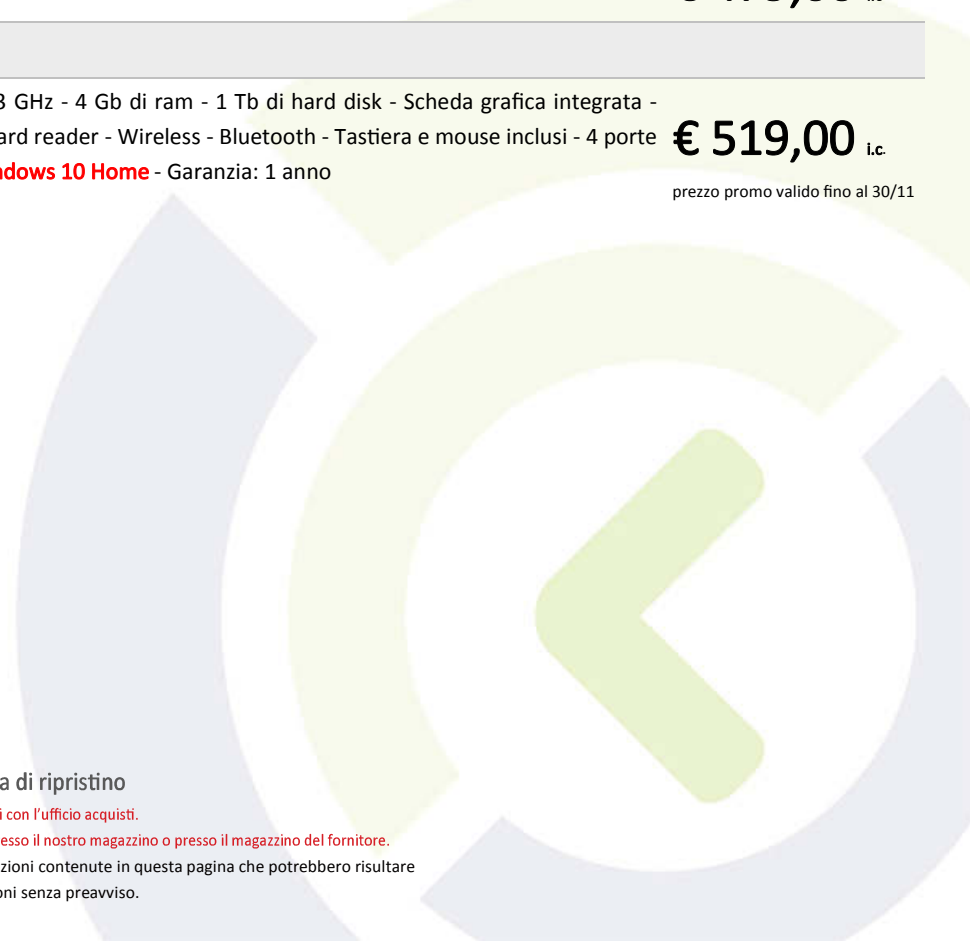 3 GHz - 4 Gb di ram - 1 Tb di hard disk - Scheda grafica integrata -
ard reader - Wireless - Bluetooth - Tastiera e mouse inclusi - 4 porte
ndows 10 Home - Garanzia: 1 anno
€ 519,00 i.c.
prezzo promo valido fino al 30/11
a di ripristino
i con l'ufficio acquisti.
esso il nostro magazzino o presso il magazzino del fornitore.
zioni contenute in questa pagina che potrebbero risultare
oni senza preavviso.